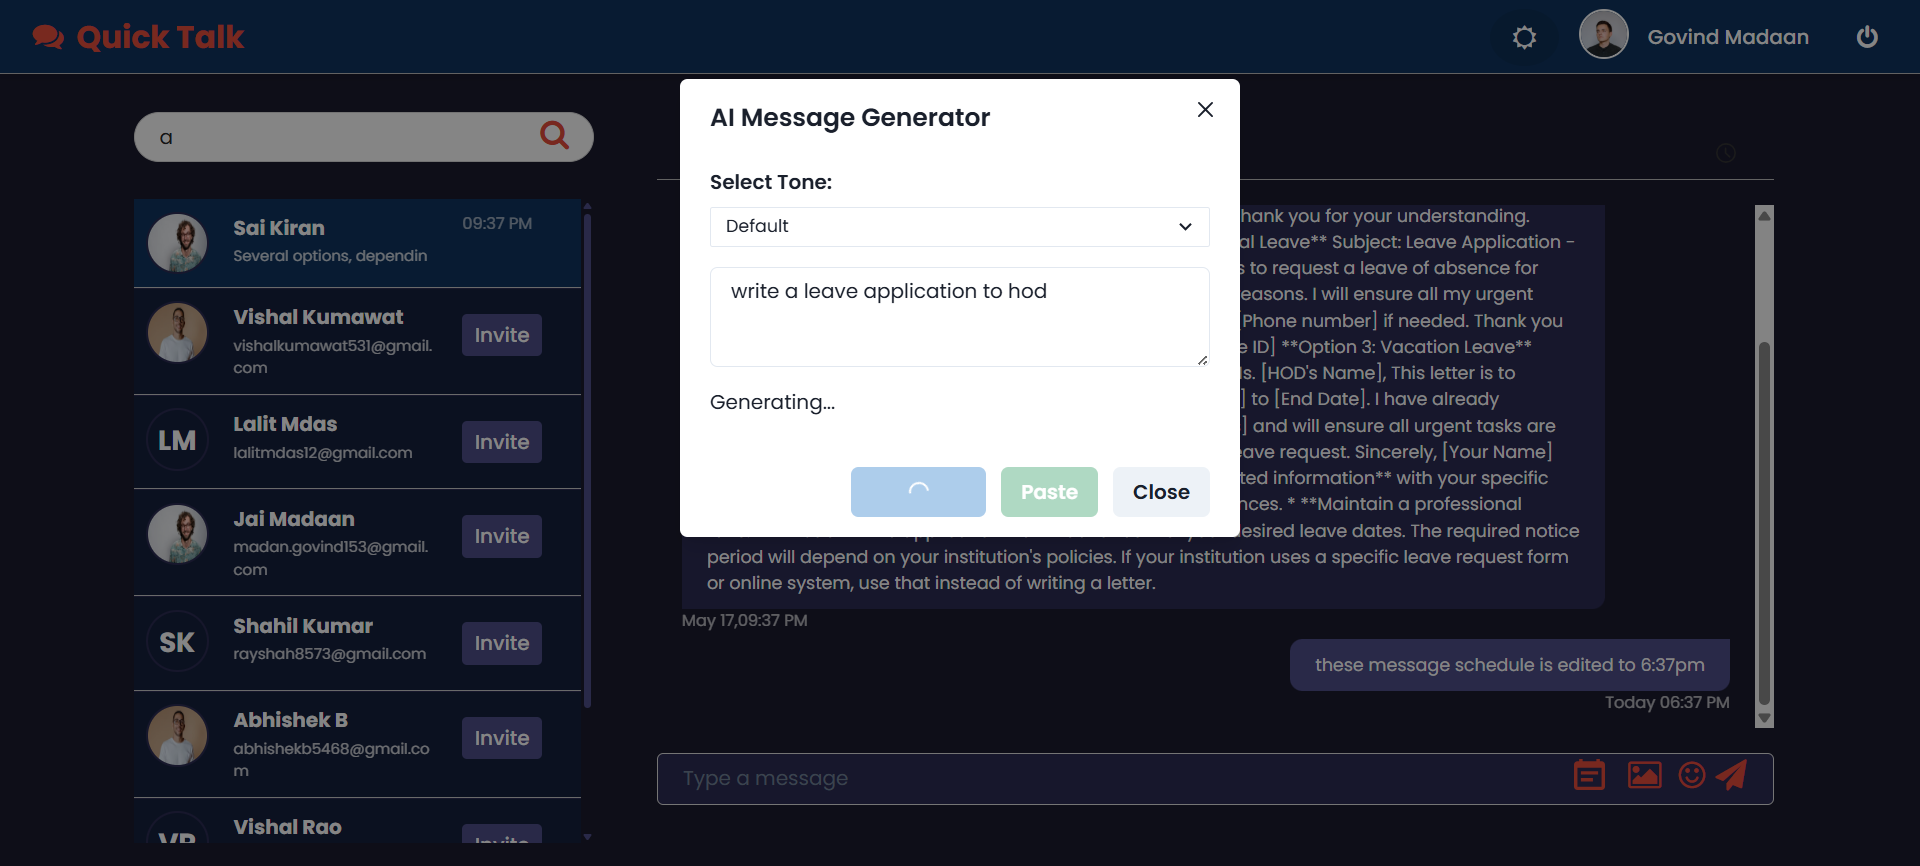 Quick Talk
Govind Madaan
a
Sai Kiran
09:37 PM
Several options, dependin
Vishal Kumawat
vishalkumawat531@gmail.
com
Invite
LM
Lalit Mdas
lalitmdas12@gmail.com
Invite
Jai Madaan
madan.govind153@gmail.
com
Invite
SK
Shahil Kumar
rayshah8573@gmail.com
Invite
Abhishek B
abhishekb5468@gmail.co
m
Invite
VR
Vishal Rao
Invite
AI Message Generator
Select Tone:
Default
write a leave application to hod
Generating...
Paste
Close
hank you for your understanding.
al Leave** Subject: Leave Application -
s to request a leave of absence for
easons. I will ensure all my urgent
[Phone number] if needed. Thank you
e ID] **Option 3: Vacation Leave**
ls. [HOD's Name], This letter is to
] to [End Date]. I have already
] and will ensure all urgent tasks are
eave request. Sincerely, [Your Name]
ted information** with your specific
nces. * **Maintain a professional
desired leave dates. The required notice
period will depend on your institution's policies. If your institution uses a specific leave request form
or online system, use that instead of writing a letter.
May 17,09:37 PM
these message schedule is edited to 6:37pm
Today 06:37 PM
Type a message